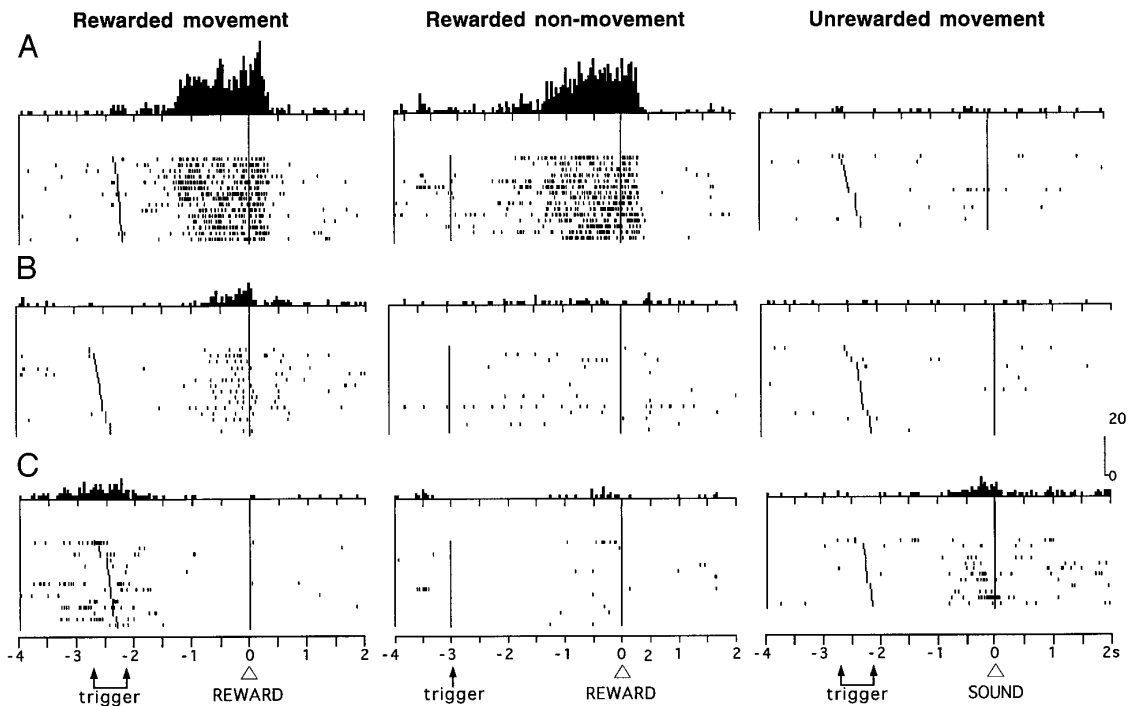 Rewarded movement Rewarded non-movement Unrewarded movement
A
B
20
0
C
-4 -3 -2 -1 0 1 2 -4 -3 -2 -1 0 2 1 2 -4 -3 -2 -1 0 1 2s
trigger REWARD trigger REWARD trigger SOUND